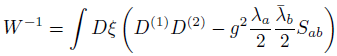 W^{-1} = \int D\xi \left( D^{(1)} D^{(2)} - g^2 \frac{\lambda_a}{2} \frac{\bar{\lambda}_b}{2} S_{ab} \right)